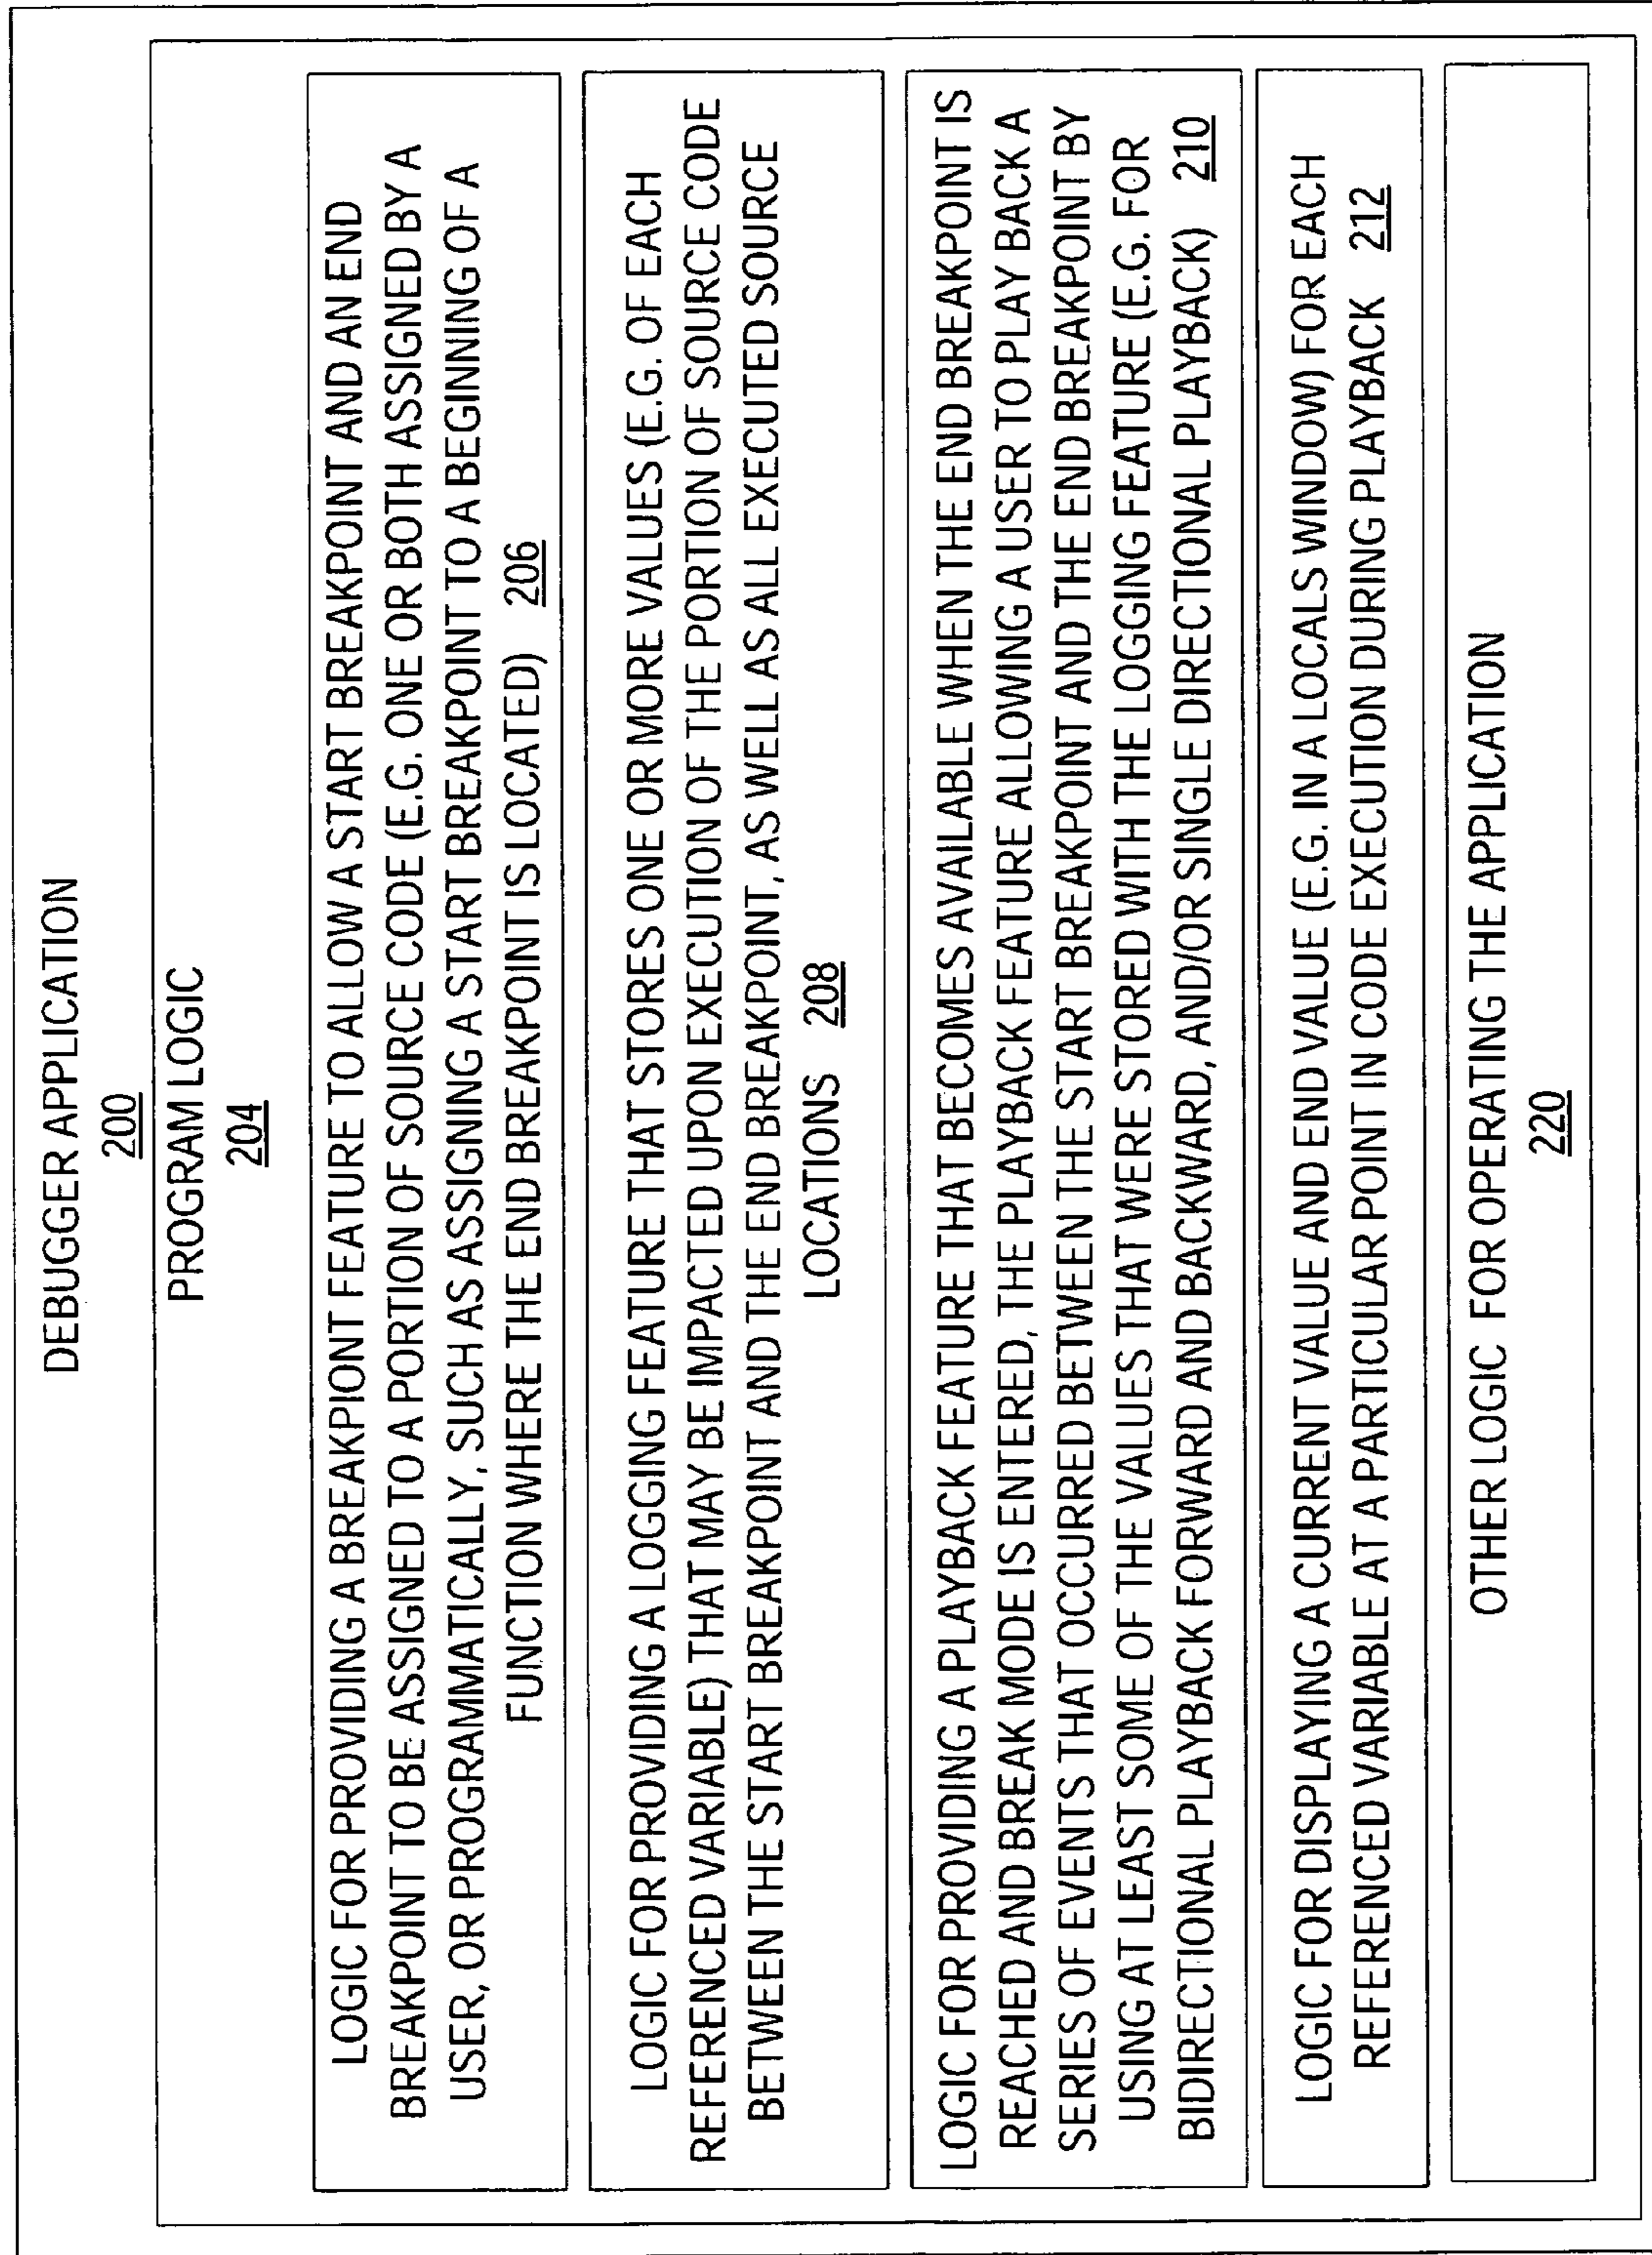 DEBUGGER APPLICATION
200
PROGRAM LOGIC
204
LOGIC FOR PROVIDING A BREAKPIONT FEATURE TO ALLOW A START BREAKPOINT AND AN END
BREAKPOINT TO BE ASSIGNED TO A PORTION OF SOURCE CODE (E.G. ONE OR BOTH ASSIGNED BY A
USER, OR PROGRAMMATICALLY, SUCH AS ASSIGNING A START BREAKPOINT TO A BEGINNING OF A
FUNCTION WHERE THE END BREAKPOINT IS LOCATED) 206
LOGIC FOR PROVIDING A LOGGING FEATURE THAT STORES ONE OR MORE VALUES (E.G. OF EACH
REFERENCED VARIABLE) THAT MAY BE IMPACTED UPON EXECUTION OF THE PORTION OF SOURCE CODE
BETWEEN THE START BREAKPOINT AND THE END BREAKPOINT, AS WELL AS ALL EXECUTED SOURCE
LOCATIONS 208
LOGIC FOR PROVIDING A PLAYBACK FEATURE THAT BECOMES AVAILABLE WHEN THE END BREAKPOINT IS
REACHED AND BREAK MODE IS ENTERED, THE PLAYBACK FEATURE ALLOWING A USER TO PLAY BACK A
SERIES OF EVENTS THAT OCCURRED BETWEEN THE START BREAKPOINT AND THE END BREAKPOINT BY
USING AT LEAST SOME OF THE VALUES THAT WERE STORED WITH THE LOGGING FEATURE (E.G. FOR
BIDIRECTIONAL PLAYBACK FORWARD AND BACKWARD, AND/OR SINGLE DIRECTIONAL PLAYBACK) 210
LOGIC FOR DISPLAYING A CURRENT VALUE AND END VALUE (E.G. IN A LOCALS WINDOW) FOR EACH
REFERENCED VARIABLE AT A PARTICULAR POINT IN CODE EXECUTION DURING PLAYBACK 212
OTHER LOGIC FOR OPERATING THE APPLICATION
220